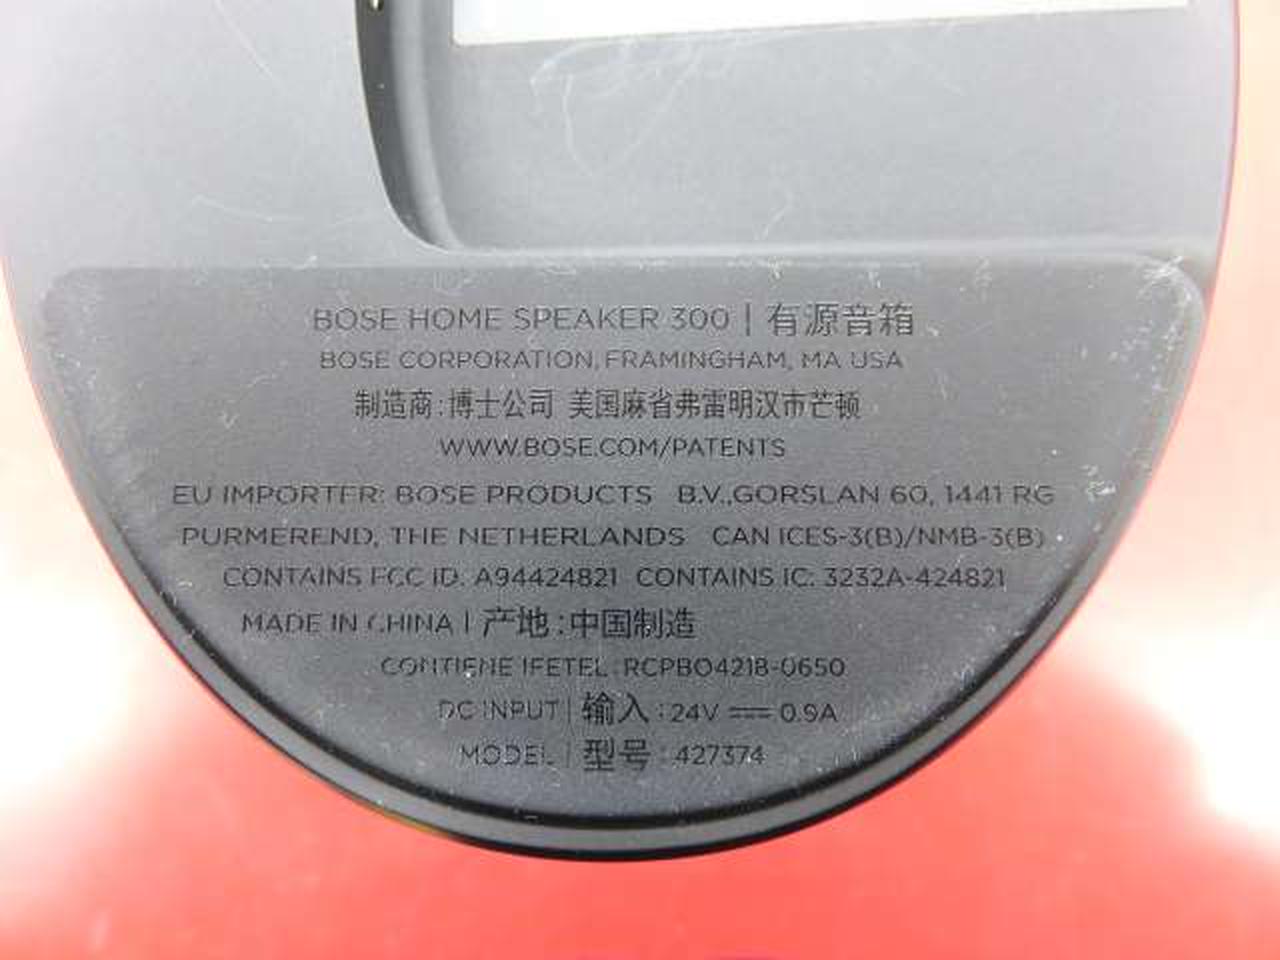 BOSE HOME SPEAKER 300 | 有源音箱
BOSE CORPORATION, FRAMINGHAM, MA USA
制造商:博士公司 美国麻省弗雷明汉市芒顿
WWW.BOSE.COM/PATENTS
EU IMPORTER: BOSE PRODUCTS B.V.,GORSLAN 60, 1441 RG
PURMEREND, THE NETHERLANDS CAN ICES-3(B)/NMB-3(B)
CONTAINS FCC ID: A94424821 CONTAINS IC: 3232A-424821
MADE IN CHINA | 产地:中国制造
CONTIENE IFETEL: RCPBO4218-0650
DC INPUT | 输入:24V ⎓ 0.9A
MODEL | 型号:427374